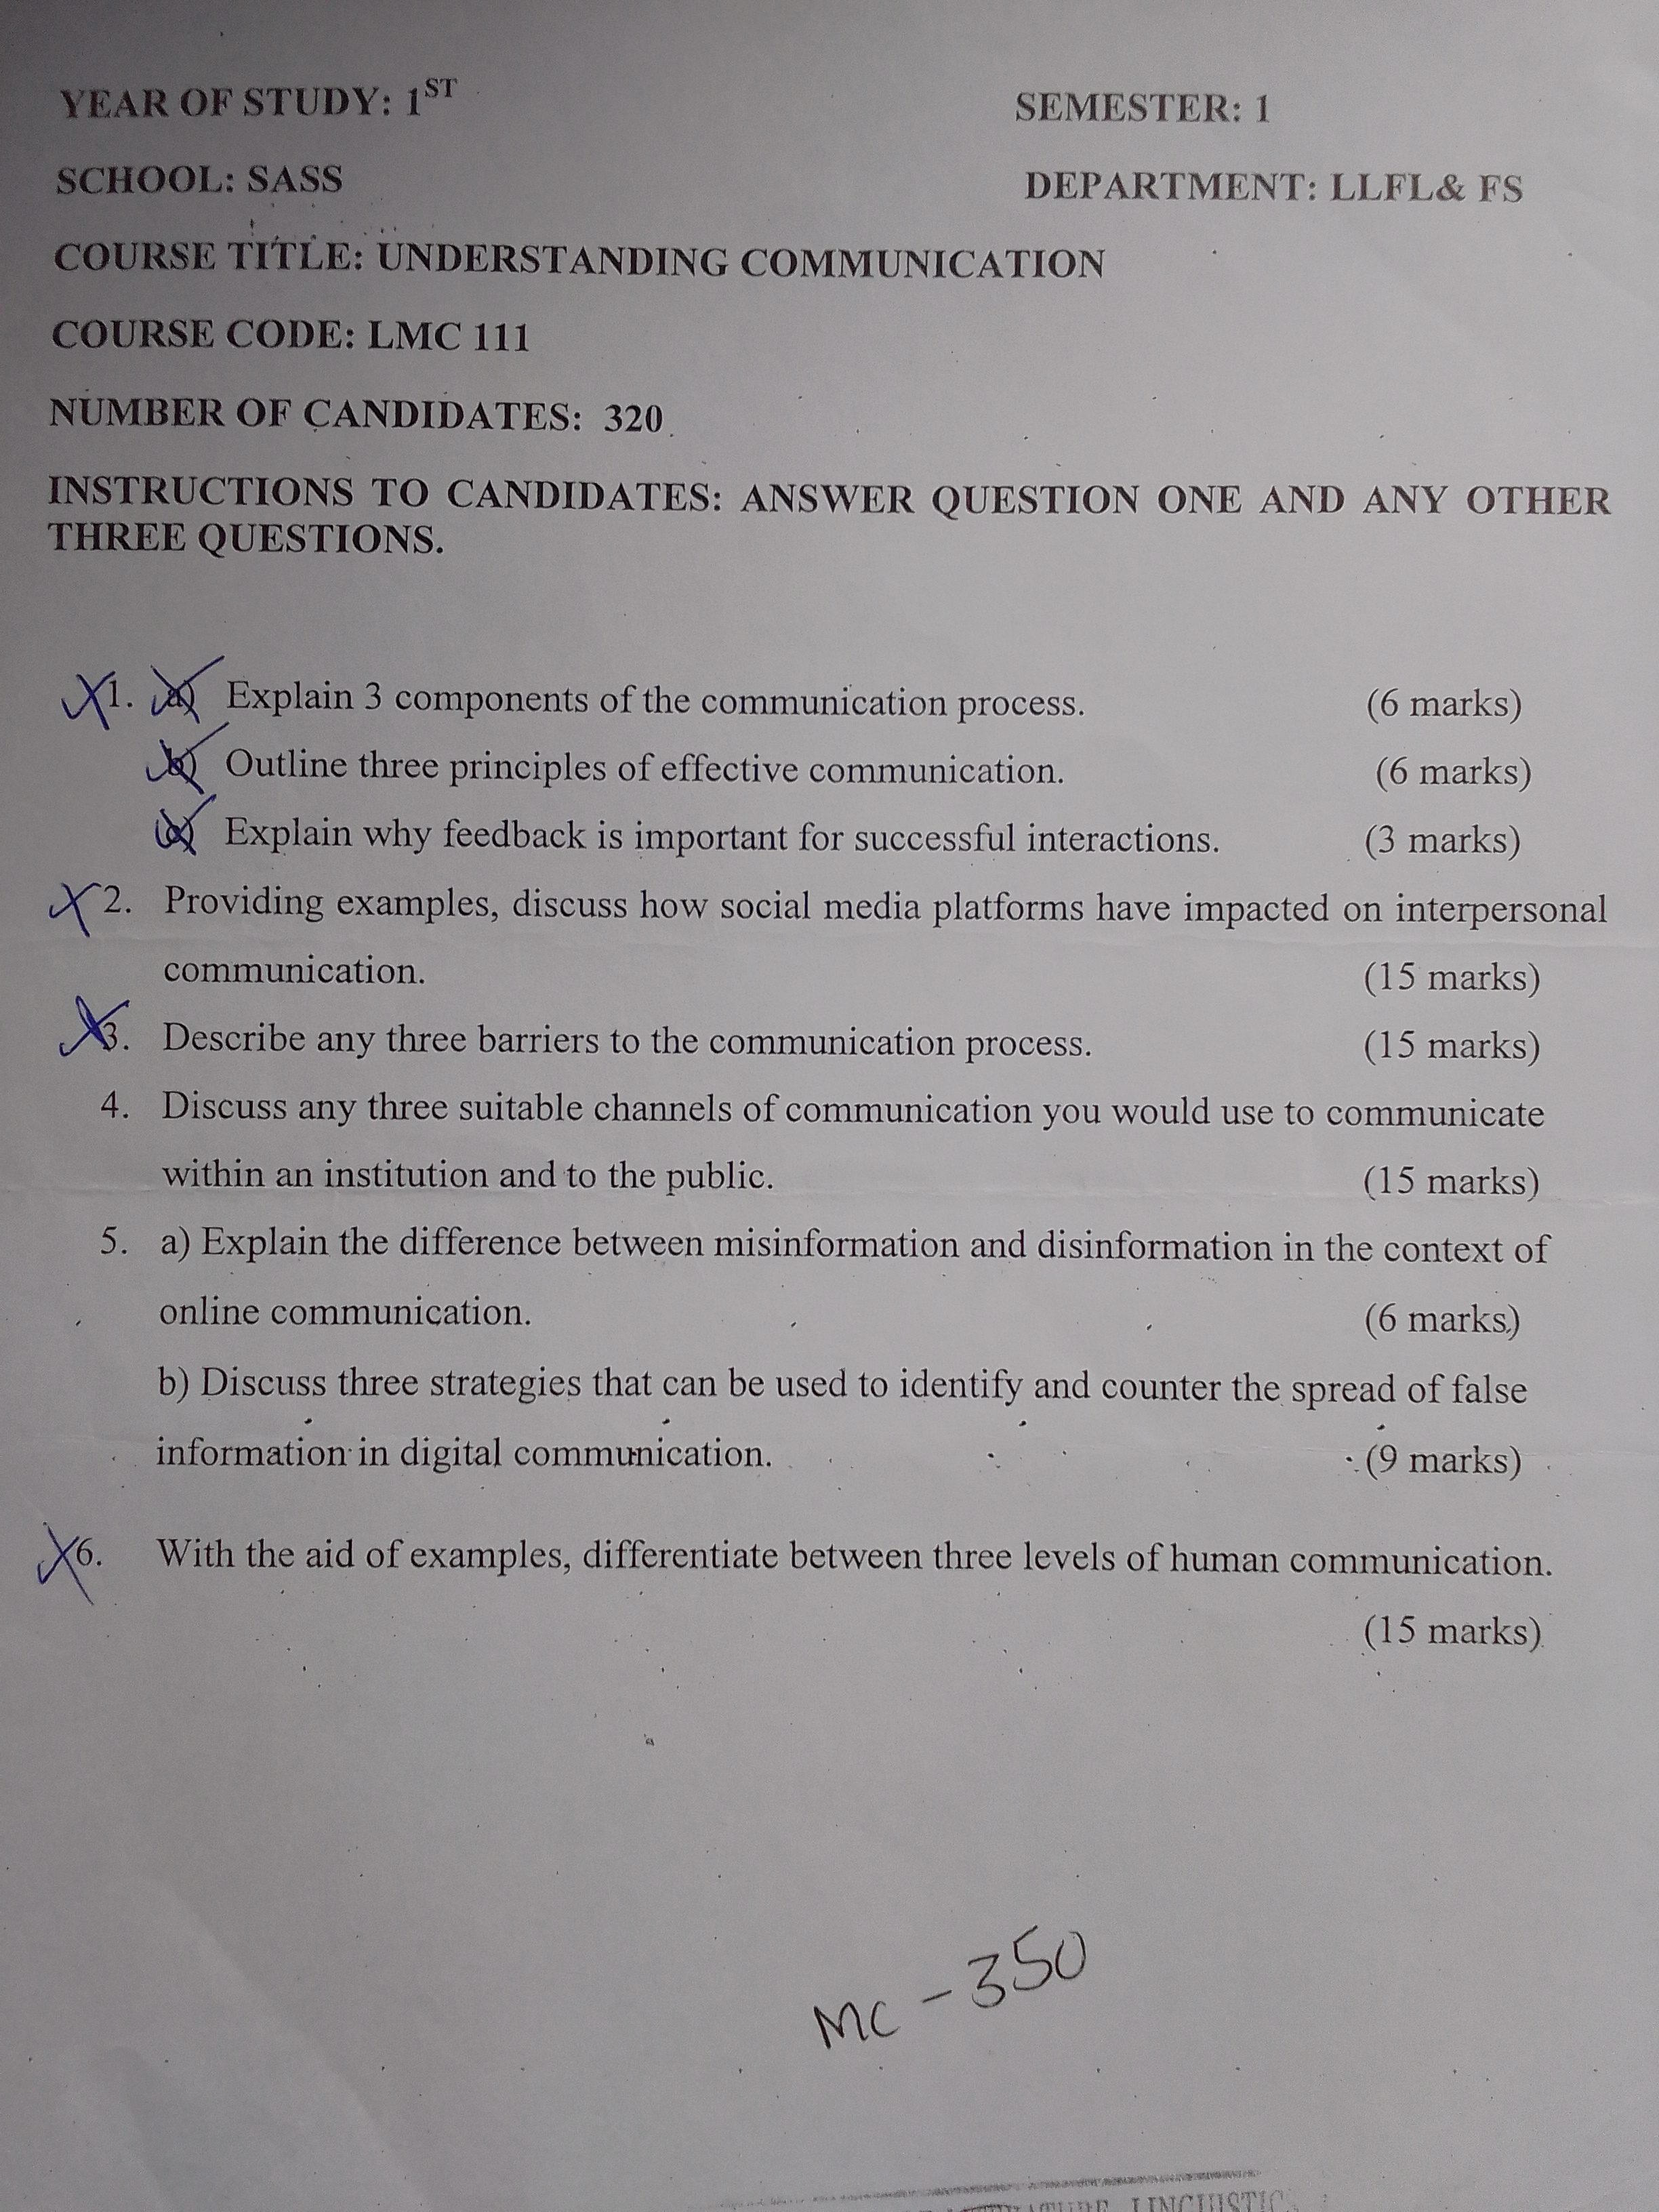 YEAR OF STUDY: 1ST SEMESTER: 1
SCHOOL: SASS DEPARTMENT: LLFL& FS
COURSE TITLE: UNDERSTANDING COMMUNICATION
COURSE CODE: LMC 111
NUMBER OF CANDIDATES: 320
INSTRUCTIONS TO CANDIDATES: ANSWER QUESTION ONE AND ANY OTHER
THREE QUESTIONS.
1. a) Explain 3 components of the communication process. (6 marks)
b) Outline three principles of effective communication. (6 marks)
c) Explain why feedback is important for successful interactions. (3 marks)
2. Providing examples, discuss how social media platforms have impacted on interpersonal
communication. (15 marks)
3. Describe any three barriers to the communication process. (15 marks)
4. Discuss any three suitable channels of communication you would use to communicate
within an institution and to the public. (15 marks)
5. a) Explain the difference between misinformation and disinformation in the context of
online communication. (6 marks)
b) Discuss three strategies that can be used to identify and counter the spread of false
information in digital communication. (9 marks)
6. With the aid of examples, differentiate between three levels of human communication.
(15 marks)
MC - 350